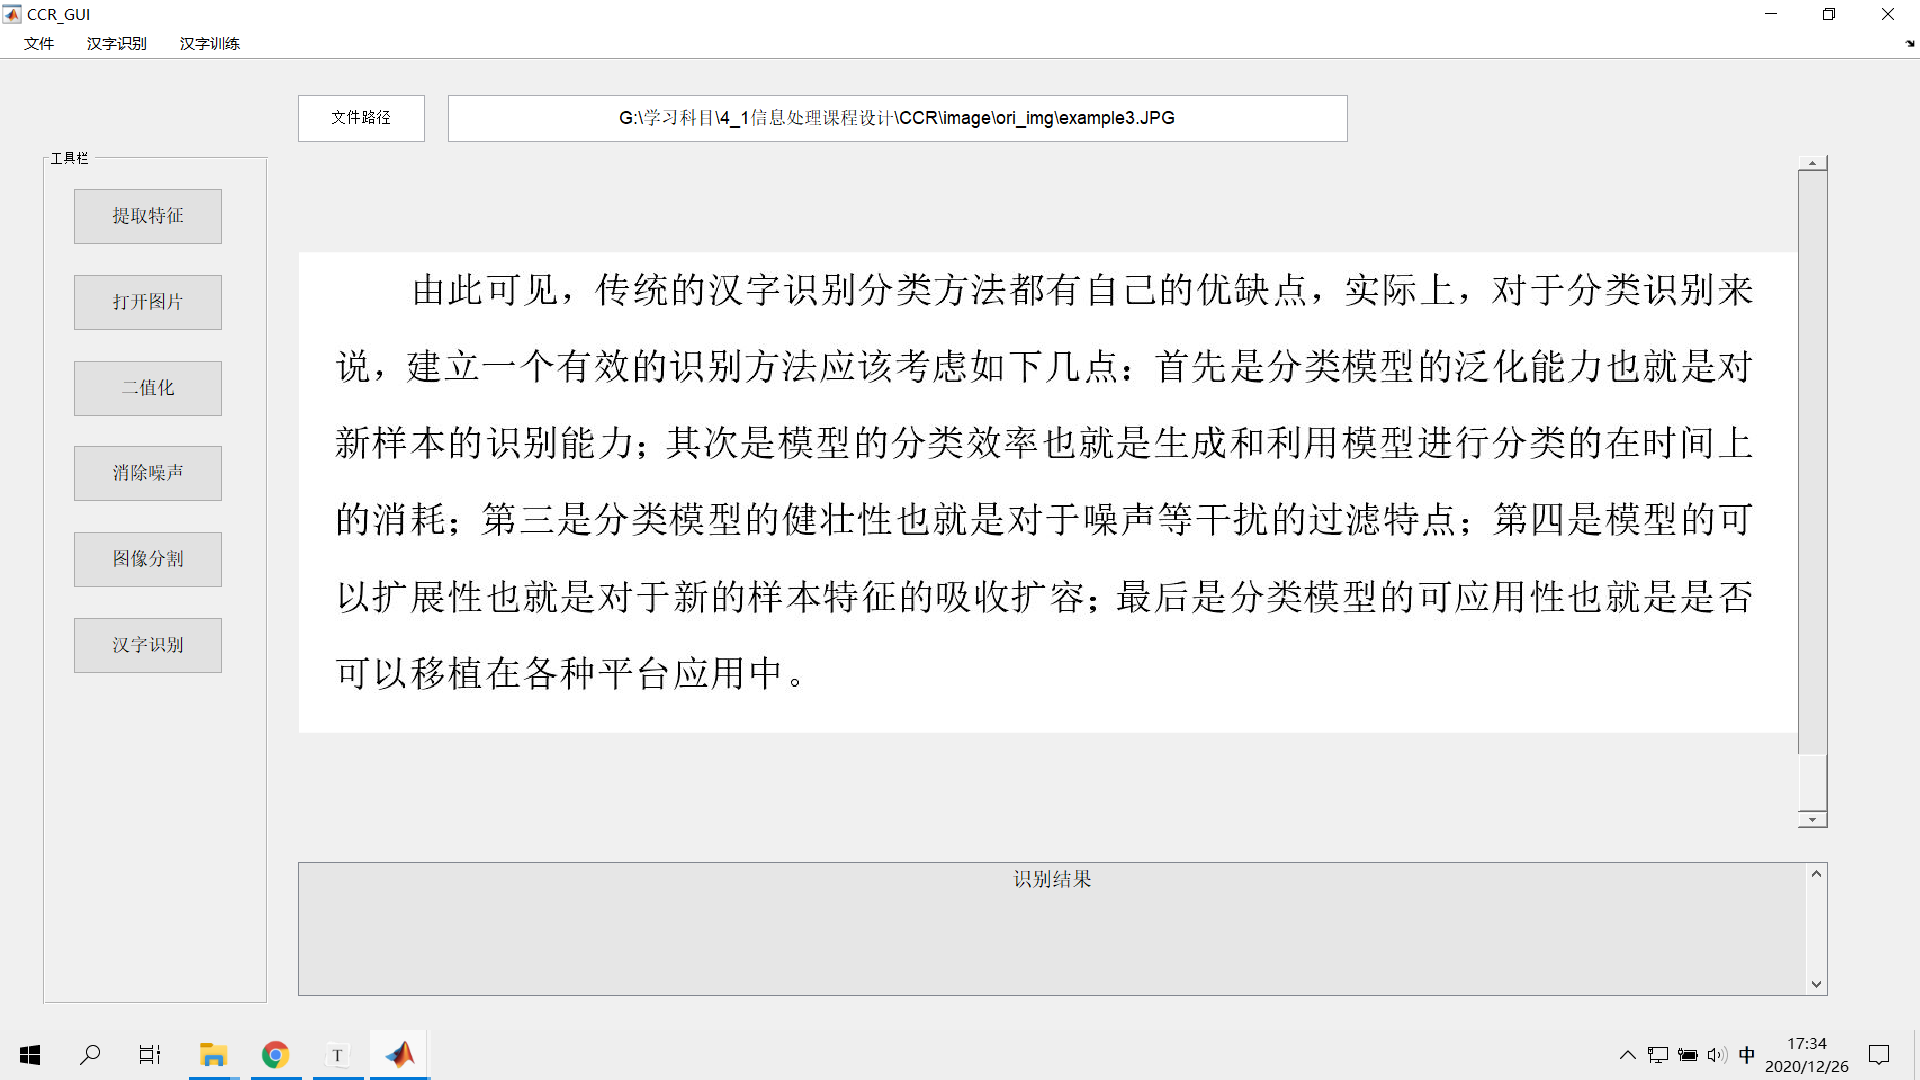 CCR_GUI
文件 汉字识别 汉字训练
文件路径 G:\学习科目\4_1信息处理课程设计\CCR\image\ori_img\example3.JPG
工具栏
提取特征
打开图片
二值化
消除噪声
图像分割
汉字识别
由此可见，传统的汉字识别分类方法都有自己的优缺点，实际上，对于分类识别来
说，建立一个有效的识别方法应该考虑如下几点：首先是分类模型的泛化能力也就是对
新样本的识别能力；其次是模型的分类效率也就是生成和利用模型进行分类的在时间上
的消耗；第三是分类模型的健壮性也就是对于噪声等干扰的过滤特点；第四是模型的可
以扩展性也就是对于新的样本特征的吸收扩容；最后是分类模型的可应用性也就是是否
可以移植在各种平台应用中。
识别结果
T
中
17:34
2020/12/26